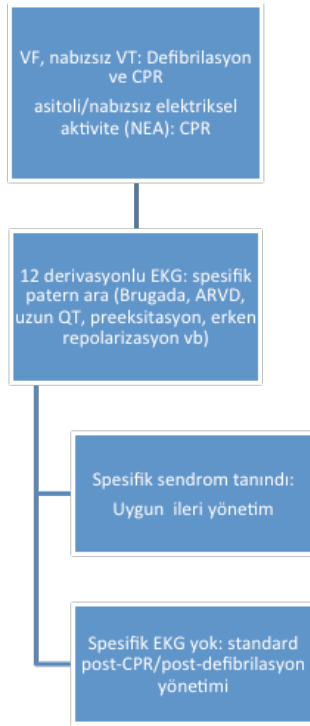 VF, nabızsız VT: Defibrilasyon
ve CPR
asitoli/nabızsız elektriksel
aktivite (NEA): CPR
12 derivasyonlu EKG: spesifik
patern ara (Brugada, ARVD,
uzun QT, preeksitasyon, erken
repolarizasyon vb)
Spesifik sendrom tanındı:
Uygun ileri yönetim
Spesifik EKG yok: standard
post-CPR/post-defibrilasyon
yönetimi